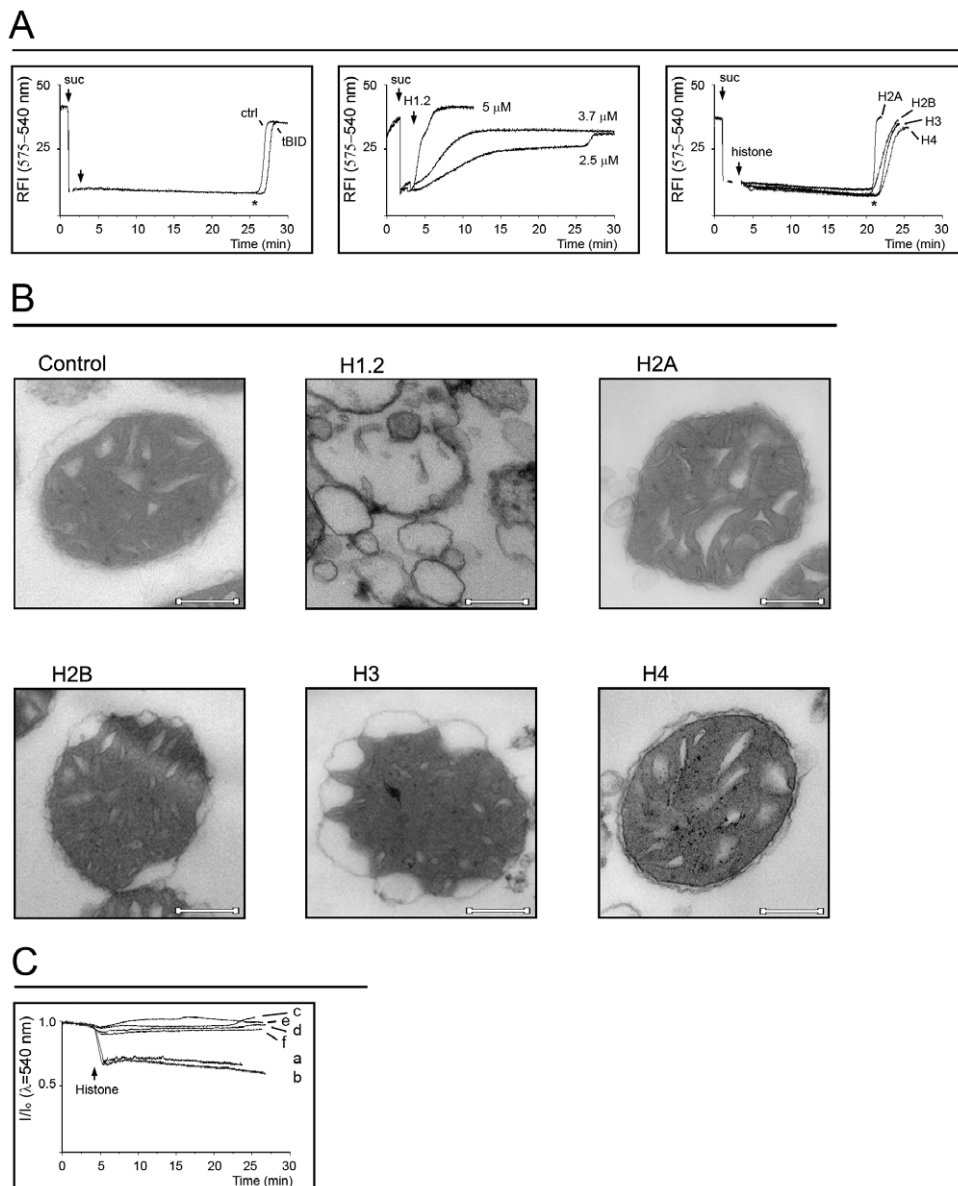 A
suc
50
25
RFI (575–540 nm)
ctrl
tBID
*
0 5 10 15 20 25 30
Time (min)
suc
H1.2
50
25
RFI (575–540 nm)
5 μM
3.7 μM
2.5 μM
0 5 10 15 20 25 30
Time (min)
suc
50
25
RFI (575–540 nm)
histone
H2A
H2B
H3
H4
*
0 5 10 15 20 25 30
Time (min)
B
Control
H1.2
H2A
H2B
H3
H4
C
1.0
0.5
I/I₀ (λ=540 nm)
Histone
c
e
d
f
a
b
0 5 10 15 20 25 30
Time (min)